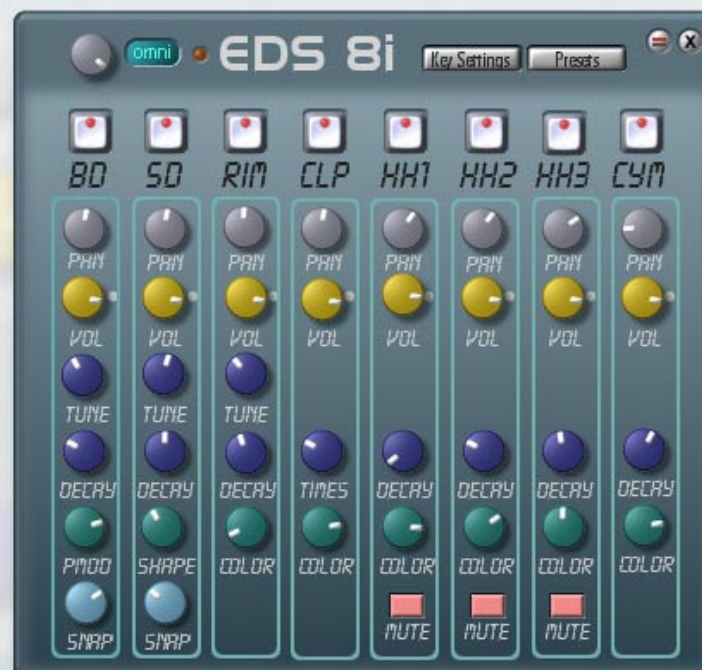 omni EDS 8i Key Settings Presets X
BD SD RIM CLP HH1 HH2 HH3 CYM
PAN PAN PAN PAN PAN PAN PAN PAN
VOL VOL VOL VOL VOL VOL VOL VOL
TUNE TUNE TUNE
DECAY DECAY DECAY TIMES DECAY DECAY DECAY DECAY
PMOD SHAPE COLOR COLOR COLOR COLOR COLOR COLOR
SNAP SNAP MUTE MUTE MUTE